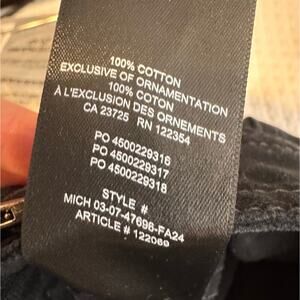 100% COTTON
EXCLUSIVE OF ORNAMENTATION
100% COTON
À L'EXCLUSION DES ORNEMENTS
CA 23725 RN 122354
PO 4500229316
PO 4500229317
PO 4500229318
STYLE #
MICH 03-07-47696-FA24
ARTICLE # 122069